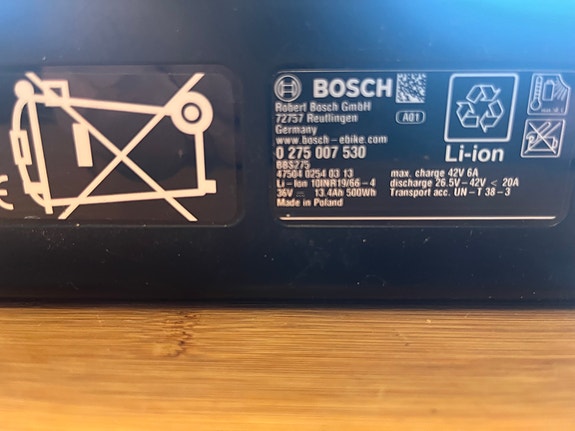 BOSCH
Robert Bosch GmbH
72757 Reutlingen
Germany
www.bosch - ebike.com
0 275 007 530
BBS275
47504 0254 03 13
Li - Ion 10INR19/66 - 4
36V ⎓ 13.4Ah 500Wh
Made in Poland
A01
Li-ion
max. charge 42V 6A
discharge 26.5V - 42V < 20A
Transport acc. UN - T 38 - 3